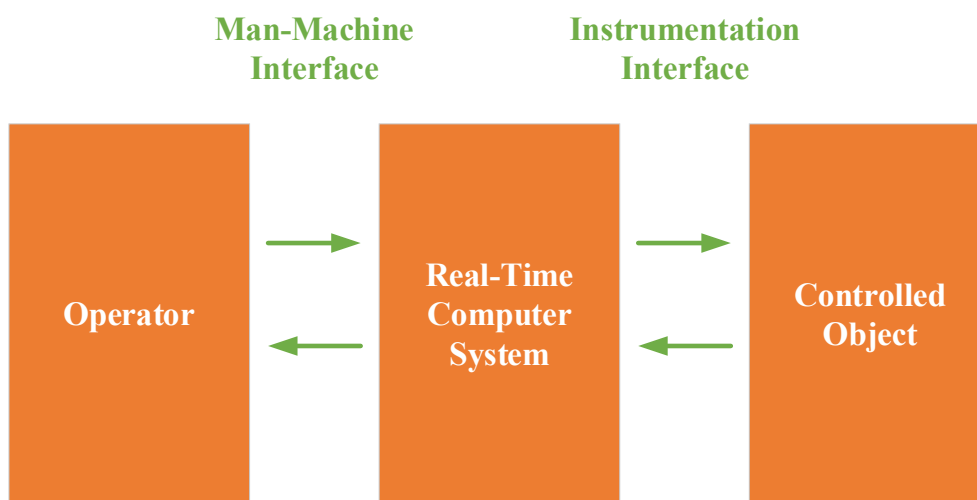 Man-Machine
Interface
Instrumentation
Interface
Operator
Real-Time
Computer
System
Controlled
Object